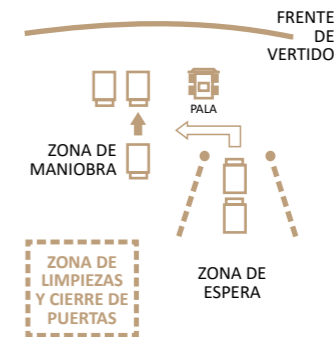 FRENTE
DE
VERTIDO
PALA
ZONA DE
MANIOBRA
ZONA DE
LIMPIEZAS
Y CIERRE DE
PUERTAS
ZONA DE
ESPERA